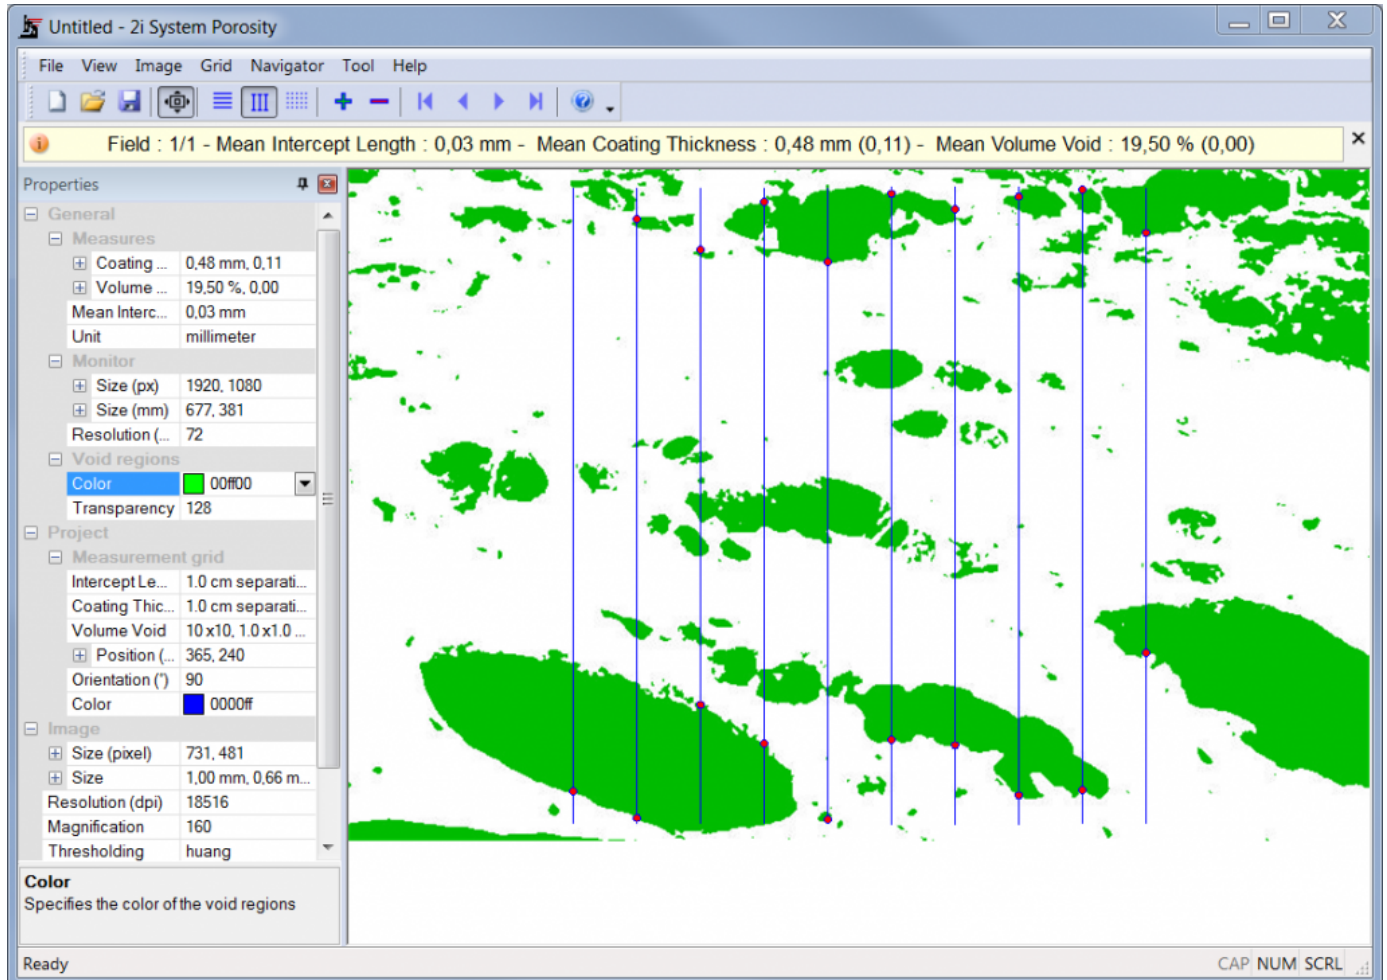 Untitled - 2i System Porosity
File View Image Grid Navigator Tool Help
Field : 1/1 - Mean Intercept Length : 0,03 mm - Mean Coating Thickness : 0,48 mm (0,11) - Mean Volume Void : 19,50 % (0,00)
Properties
General
Measures
Coating ... 0,48 mm, 0,11
Volume ... 19,50 %, 0,00
Mean Interc... 0,03 mm
Unit millimeter
Monitor
Size (px) 1920, 1080
Size (mm) 677, 381
Resolution (... 72
Void regions
Color 00ff00
Transparency 128
Project
Measurement grid
Intercept Le... 1.0 cm separati...
Coating Thic... 1.0 cm separati...
Volume Void 10 x10, 1.0 x1.0 ...
Position (... 365, 240
Orientation (°) 90
Color 0000ff
Image
Size (pixel) 731, 481
Size 1,00 mm, 0,66 m...
Resolution (dpi) 18516
Magnification 160
Thresholding huang
Color
Specifies the color of the void regions
Ready
CAP NUM SCRL